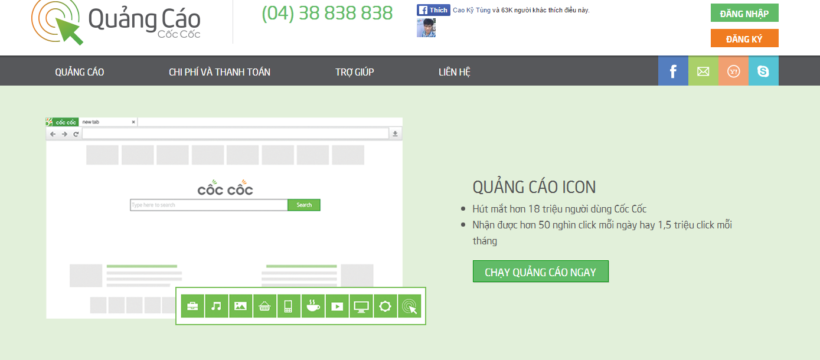 Quảng Cáo
Cốc Cốc
(04) 38 838 838
Thích Cao Kỳ Tùng và 63K người khác thích điều này.
ĐĂNG NHẬP
ĐĂNG KÝ
QUẢNG CÁO
CHI PHÍ VÀ THANH TOÁN
TRỢ GIÚP
LIÊN HỆ
cốc cốc new tab
cốc cốc
Type here to search
Search
QUẢNG CÁO ICON
Hút mắt hơn 18 triệu người dùng Cốc Cốc
Nhận được hơn 50 nghìn click mỗi ngày hay 1,5 triệu click mỗi
tháng
CHẠY QUẢNG CÁO NGAY